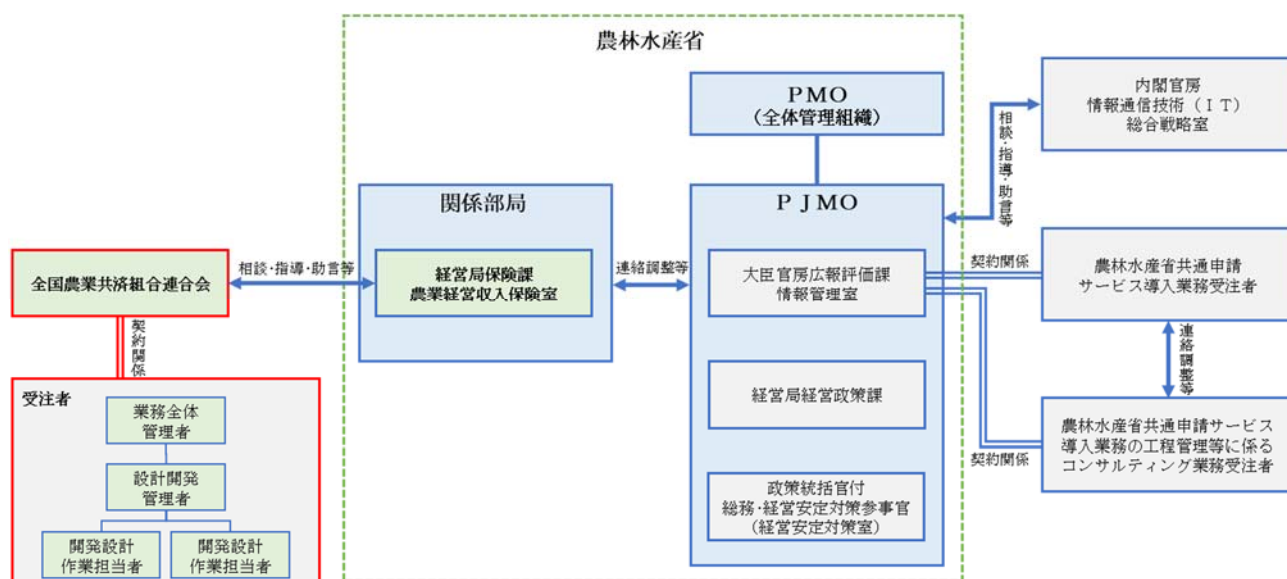 農林水産省
PMO
（全体管理組織）
内閣官房
情報通信技術（ＩＴ）
総合戦略室
相談・指導・助言等
関係部局
ＰＪＭＯ
全国農業共済組合連合会
相談・指導・助言等
経営局保険課
農業経営収入保険室
連絡調整等
大臣官房広報評価課
情報管理室
契約関係
農林水産省共通申請
サービス導入業務受注者
契約関係
連絡調整等
受注者
業務全体
管理者
経営局経営政策課
農林水産省共通申請サービス
導入業務の工程管理等に係る
コンサルティング業務受注者
契約関係
設計開発
管理者
政策統括官付
総務・経営安定対策参事官
（経営安定対策室）
開発設計
作業担当者
開発設計
作業担当者